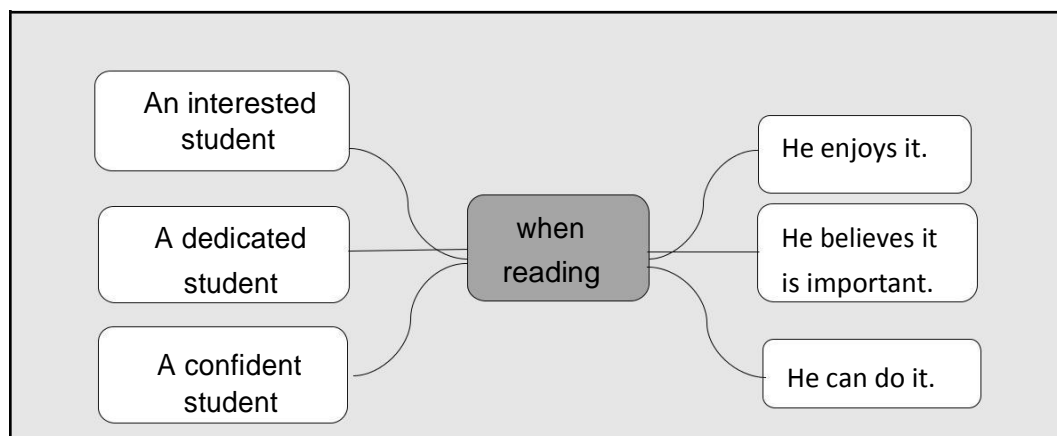 An interested
student
A dedicated
student
A confident
student
when
reading
He enjoys it.
He believes it
is important.
He can do it.